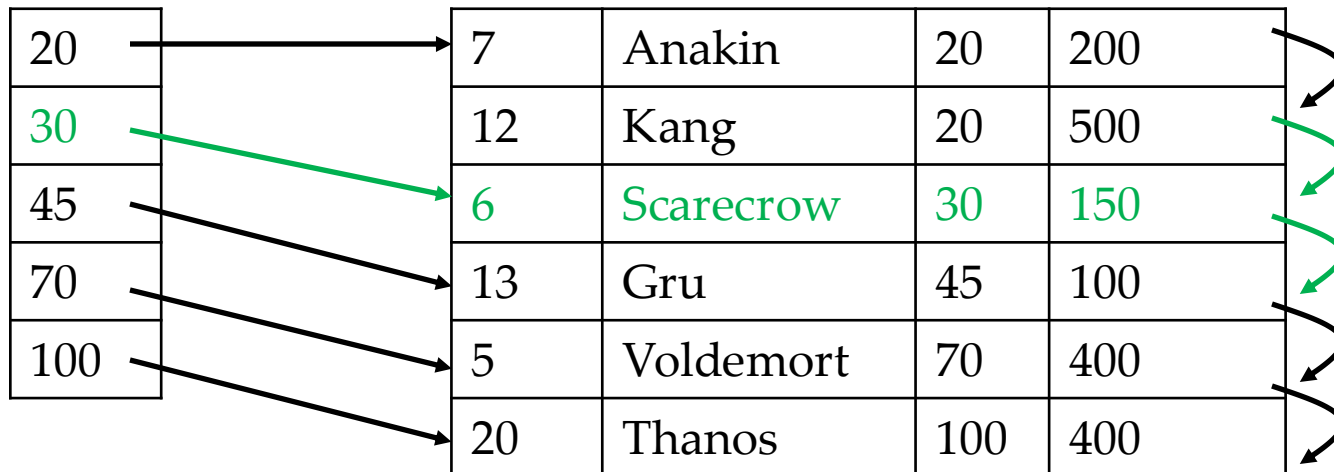 20 7 Anakin 20 200
30 12 Kang 20 500
45 6 Scarecrow 30 150
70 13 Gru 45 100
100 5 Voldemort 70 400
20 Thanos 100 400